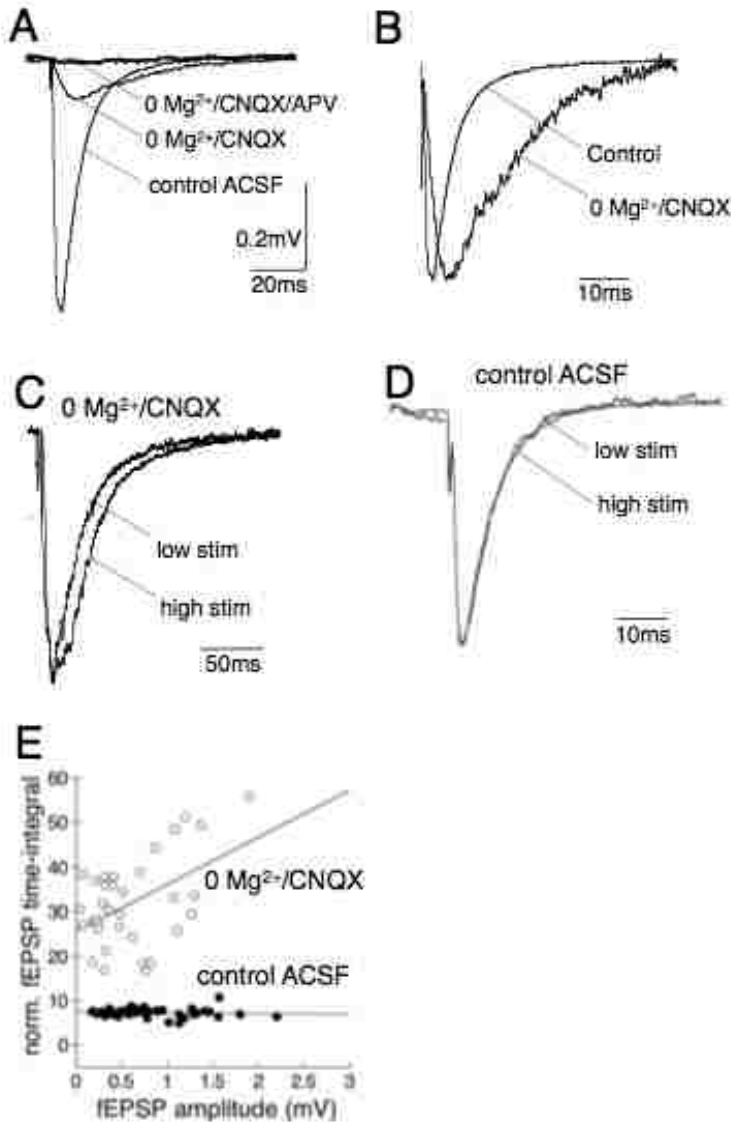 A
0 Mg²⁺/CNQX/APV
0 Mg²⁺/CNQX
control ACSF
0.2mV
20ms
B
Control
0 Mg²⁺/CNQX
10ms
C
0 Mg²⁺/CNQX
low stim
high stim
50ms
D
control ACSF
low stim
high stim
10ms
E
norm. fEPSP time-integral
60
50
40
30
20
10
0
0 Mg²⁺/CNQX
control ACSF
0 0.5 1 1.5 2 2.5 3
fEPSP amplitude (mV)